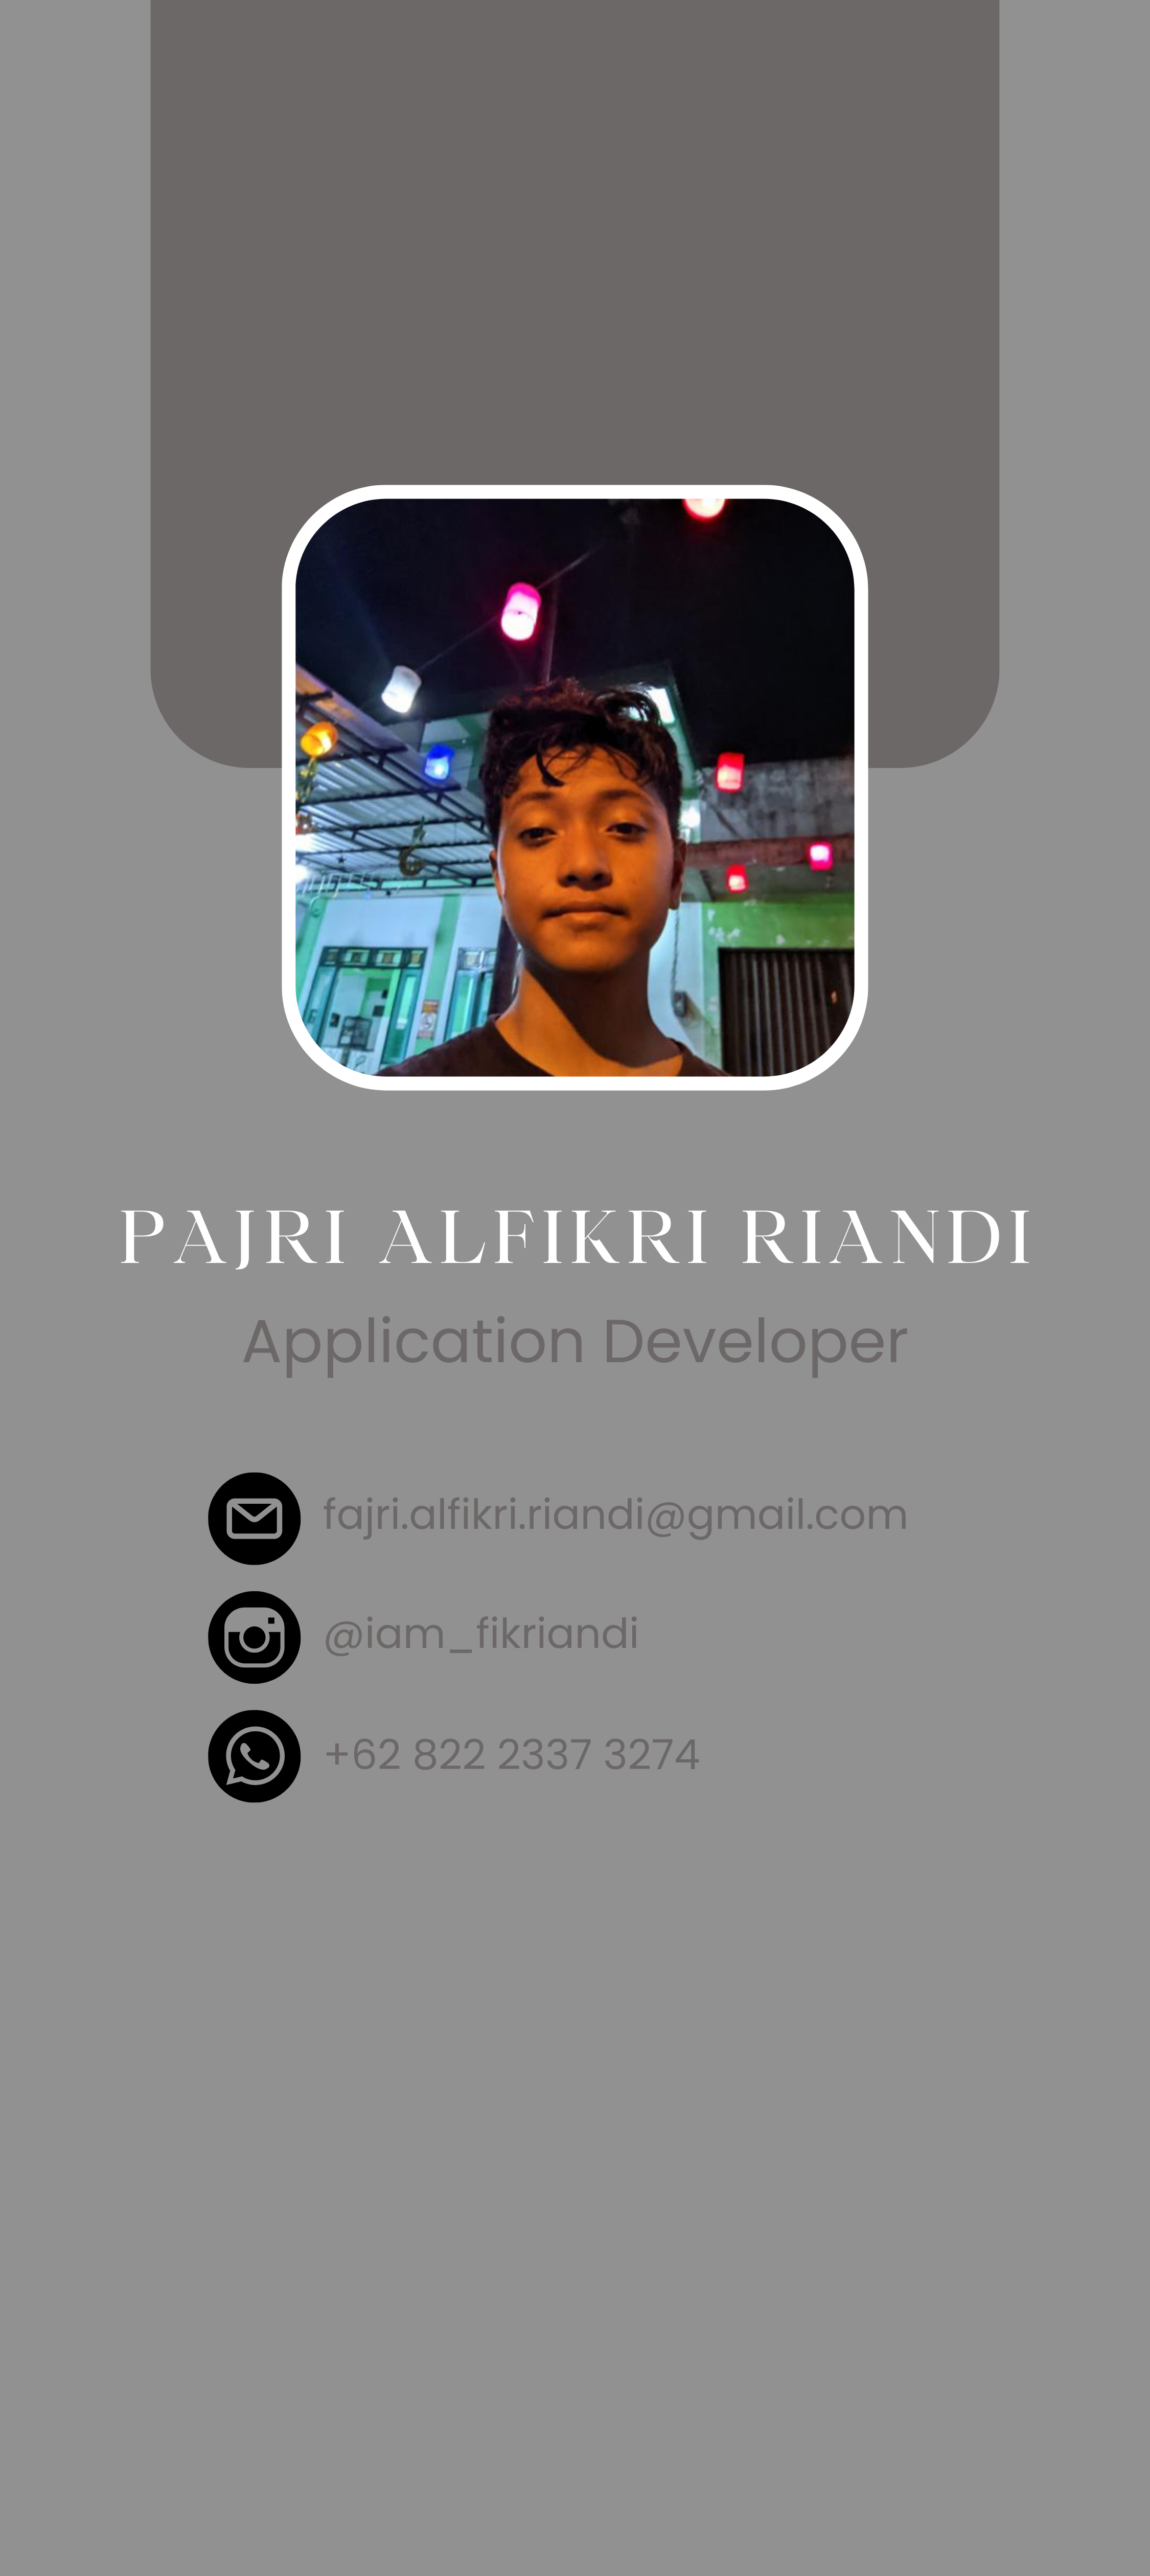 PAJRI ALFIKRI RIANDI
Application Developer
fajri.alfikri.riandi@gmail.com
@iam_fikriandi
+62 822 2337 3274